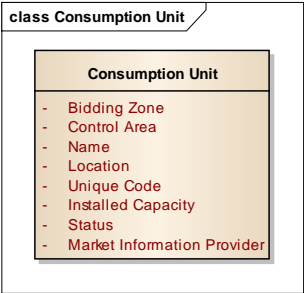 class Consumption Unit
Consumption Unit
- Bidding Zone
- Control Area
- Name
- Location
- Unique Code
- Installed Capacity
- Status
- Market Information Provider